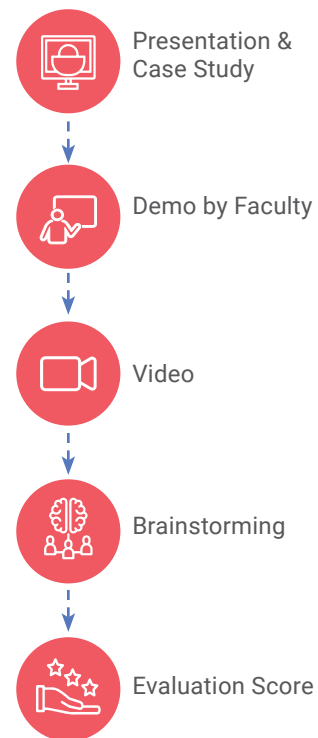 Presentation &
Case Study
Demo by Faculty
Video
Brainstorming
Evaluation Score